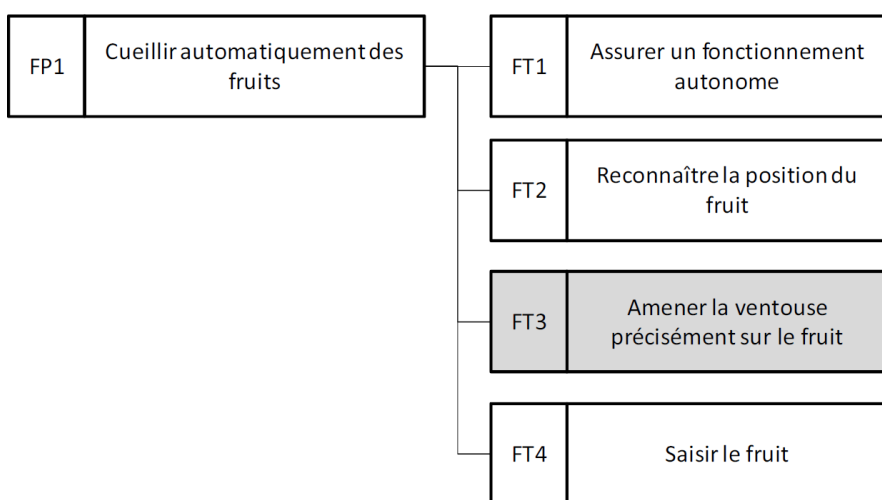 FP1
Cueillir automatiquement des
fruits
FT1
Assurer un fonctionnement
autonome
FT2
Reconnaître la position du
fruit
FT3
Amener la ventouse
précisément sur le fruit
FT4
Saisir le fruit